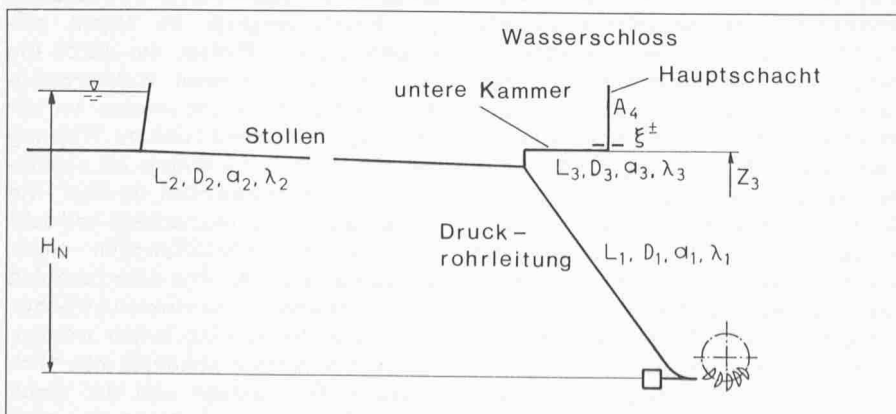 Wasserschloss
Hauptschacht
untere Kammer
A₄
ξ±
Stollen
L₂, D₂, a₂, λ₂
L₃, D₃, a₃, λ₃
Z₃
H_N
Druck-
rohrleitung
L₁, D₁, a₁, λ₁